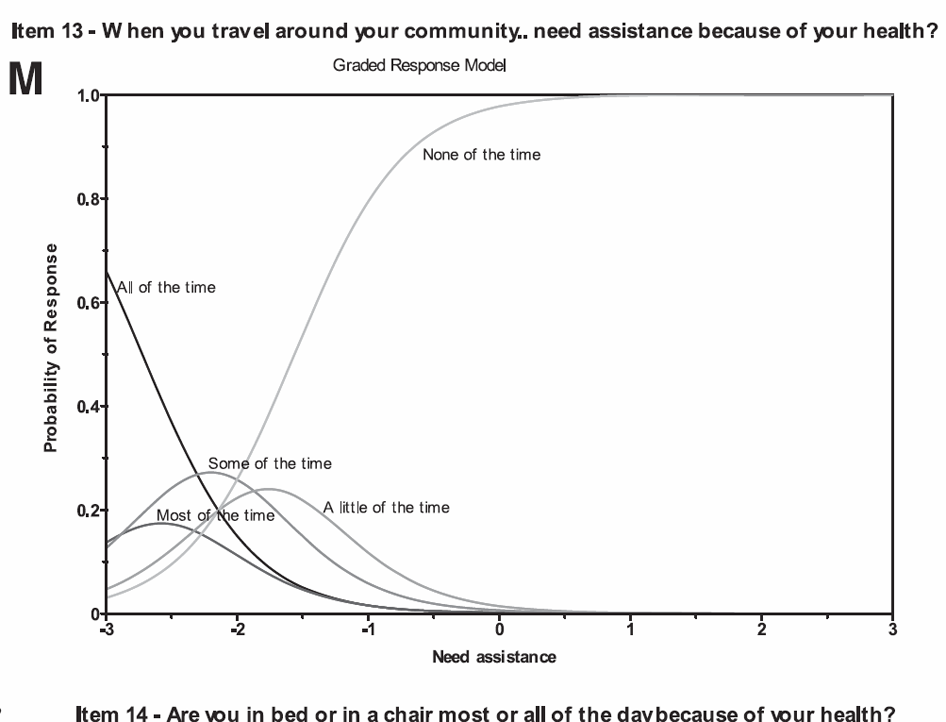 Item 13 - W hen you travel around your community.. need assistance because of your health?
M
Graded Response Model
1.0
None of the time
0.8
All of the time
0.6
Probability of Response
0.4
Some of the time
A little of the time
0.2
Most of the time
0
-3 -2 -1 0 1 2 3
Need assistance
? Item 14 - Are you in bed or in a chair most or all of the daybecause of your health?